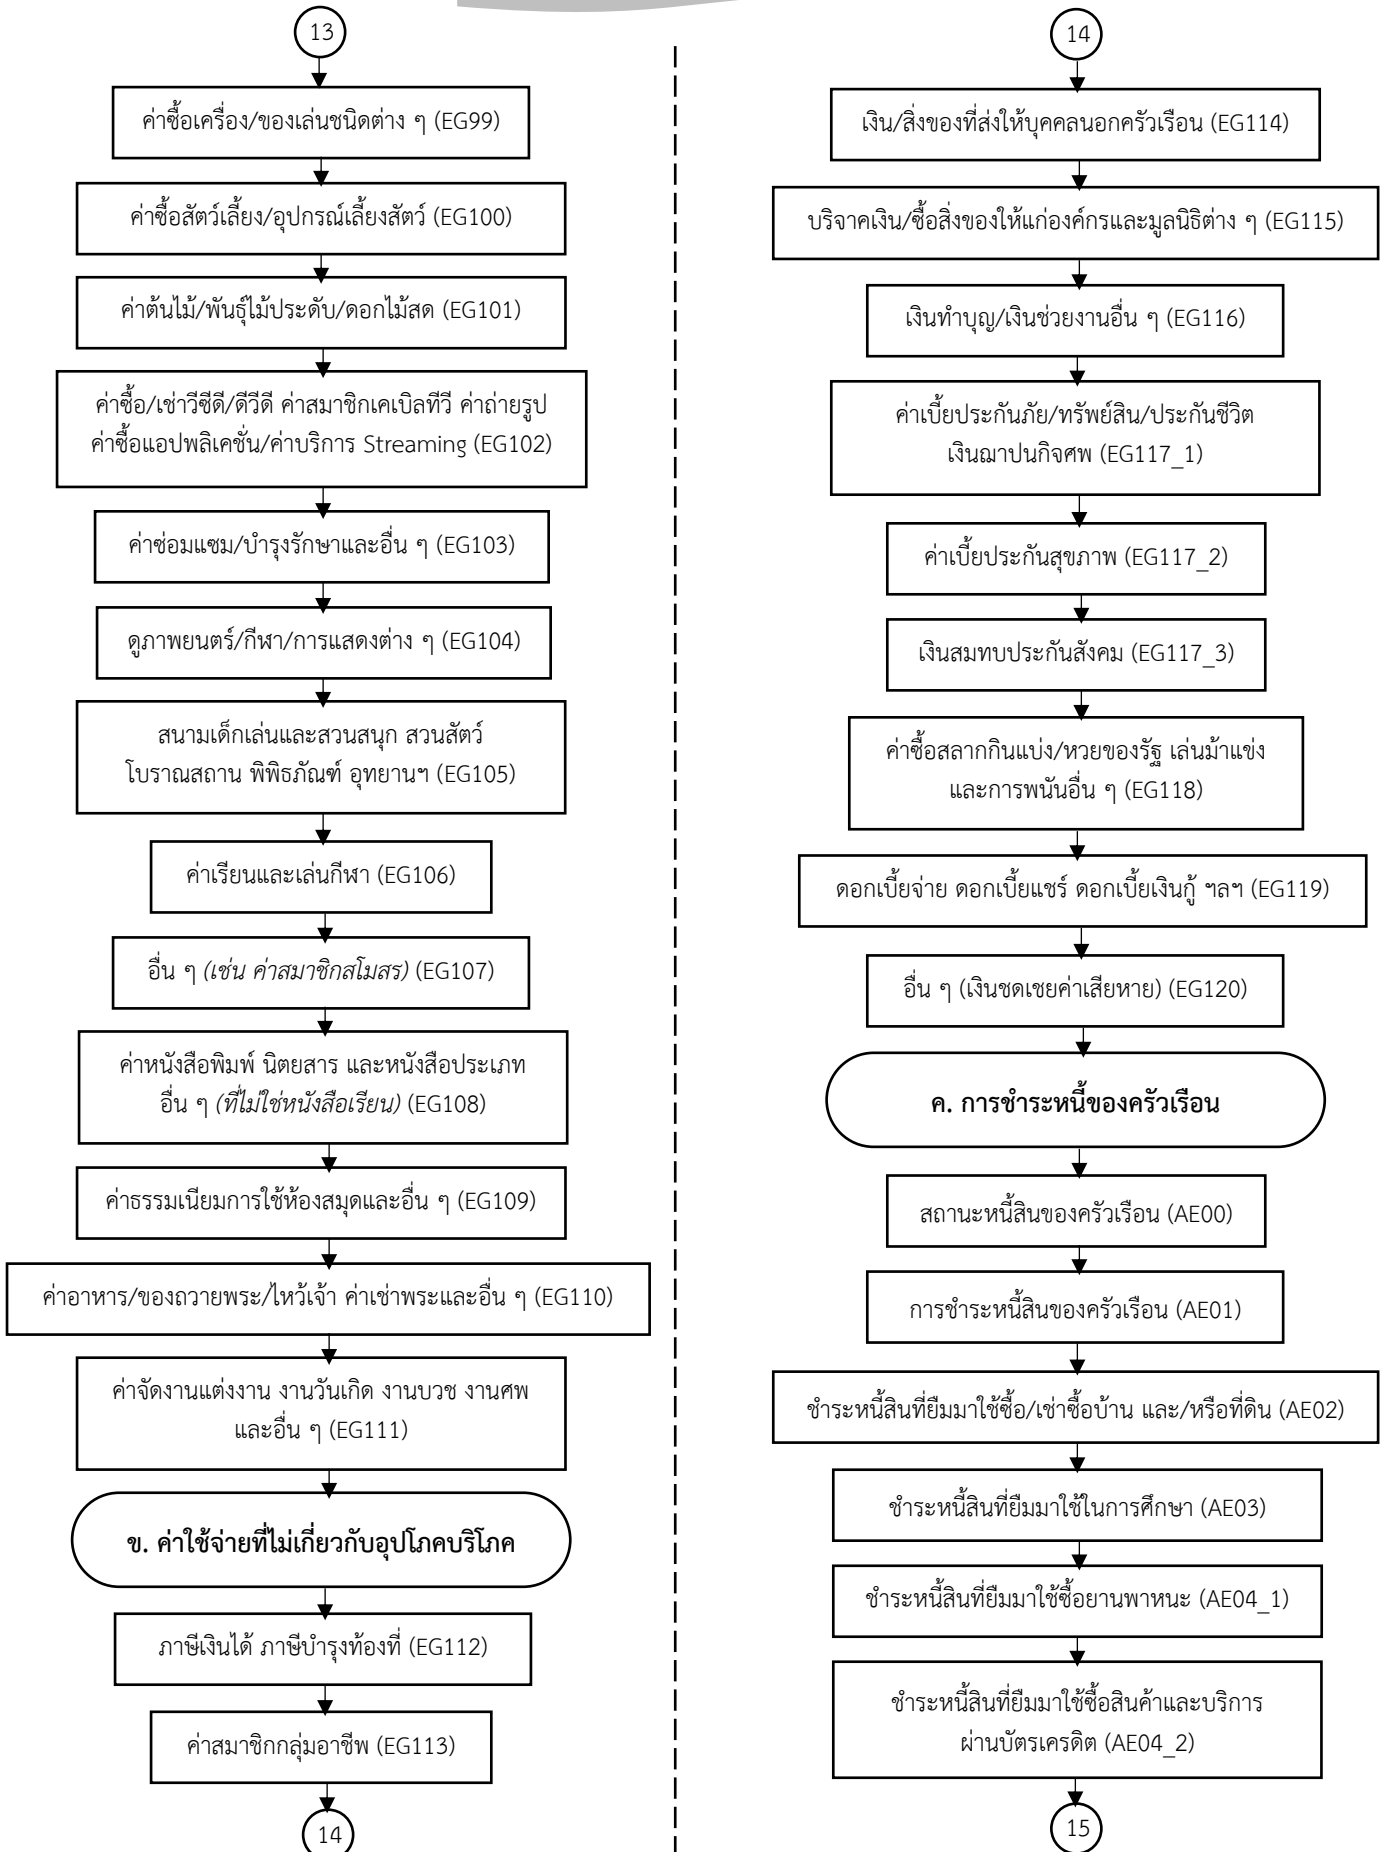 13
ค่าซื้อเครื่อง/ของเล่นชนิดต่าง ๆ (EG99)
ค่าซื้อสัตว์เลี้ยง/อุปกรณ์เลี้ยงสัตว์ (EG100)
ค่าต้นไม้/พันธุ์ไม้ประดับ/ดอกไม้สด (EG101)
ค่าซื้อ/เช่าวีซีดี/ดีวีดี ค่าสมาชิกเคเบิลทีวี ค่าถ่ายรูป
ค่าซื้อแอปพลิเคชั่น/ค่าบริการ Streaming (EG102)
ค่าซ่อมแซม/บำรุงรักษาและอื่น ๆ (EG103)
ดูภาพยนตร์/กีฬา/การแสดงต่าง ๆ (EG104)
สนามเด็กเล่นและสวนสนุก สวนสัตว์
โบราณสถาน พิพิธภัณฑ์ อุทยานฯ (EG105)
ค่าเรียนและเล่นกีฬา (EG106)
อื่น ๆ (เช่น ค่าสมาชิกสโมสร) (EG107)
ค่าหนังสือพิมพ์ นิตยสาร และหนังสือประเภท
อื่น ๆ (ที่ไม่ใช่หนังสือเรียน) (EG108)
ค่าธรรมเนียมการใช้ห้องสมุดและอื่น ๆ (EG109)
ค่าอาหาร/ของถวายพระ/ไหว้เจ้า ค่าเช่าพระและอื่น ๆ (EG110)
ค่าจัดงานแต่งงาน งานวันเกิด งานบวช งานศพ
และอื่น ๆ (EG111)
ข. ค่าใช้จ่ายที่ไม่เกี่ยวกับอุปโภคบริโภค
ภาษีเงินได้ ภาษีบำรุงท้องที่ (EG112)
ค่าสมาชิกกลุ่มอาชีพ (EG113)
14
14
เงิน/สิ่งของที่ส่งให้บุคคลนอกครัวเรือน (EG114)
บริจาคเงิน/ซื้อสิ่งของให้แก่องค์กรและมูลนิธิต่าง ๆ (EG115)
เงินทำบุญ/เงินช่วยงานอื่น ๆ (EG116)
ค่าเบี้ยประกันภัย/ทรัพย์สิน/ประกันชีวิต
เงินฌาปนกิจศพ (EG117_1)
ค่าเบี้ยประกันสุขภาพ (EG117_2)
เงินสมทบประกันสังคม (EG117_3)
ค่าซื้อสลากกินแบ่ง/หวยของรัฐ เล่นม้าแข่ง
และการพนันอื่น ๆ (EG118)
ดอกเบี้ยจ่าย ดอกเบี้ยแชร์ ดอกเบี้ยเงินกู้ ฯลฯ (EG119)
อื่น ๆ (เงินชดเชยค่าเสียหาย) (EG120)
ค. การชำระหนี้ของครัวเรือน
สถานะหนี้สินของครัวเรือน (AE00)
การชำระหนี้สินของครัวเรือน (AE01)
ชำระหนี้สินที่ยืมมาใช้ซื้อ/เช่าซื้อบ้าน และ/หรือที่ดิน (AE02)
ชำระหนี้สินที่ยืมมาใช้ในการศึกษา (AE03)
ชำระหนี้สินที่ยืมมาใช้ซื้อยานพาหนะ (AE04_1)
ชำระหนี้สินที่ยืมมาใช้ซื้อสินค้าและบริการ
ผ่านบัตรเครดิต (AE04_2)
15